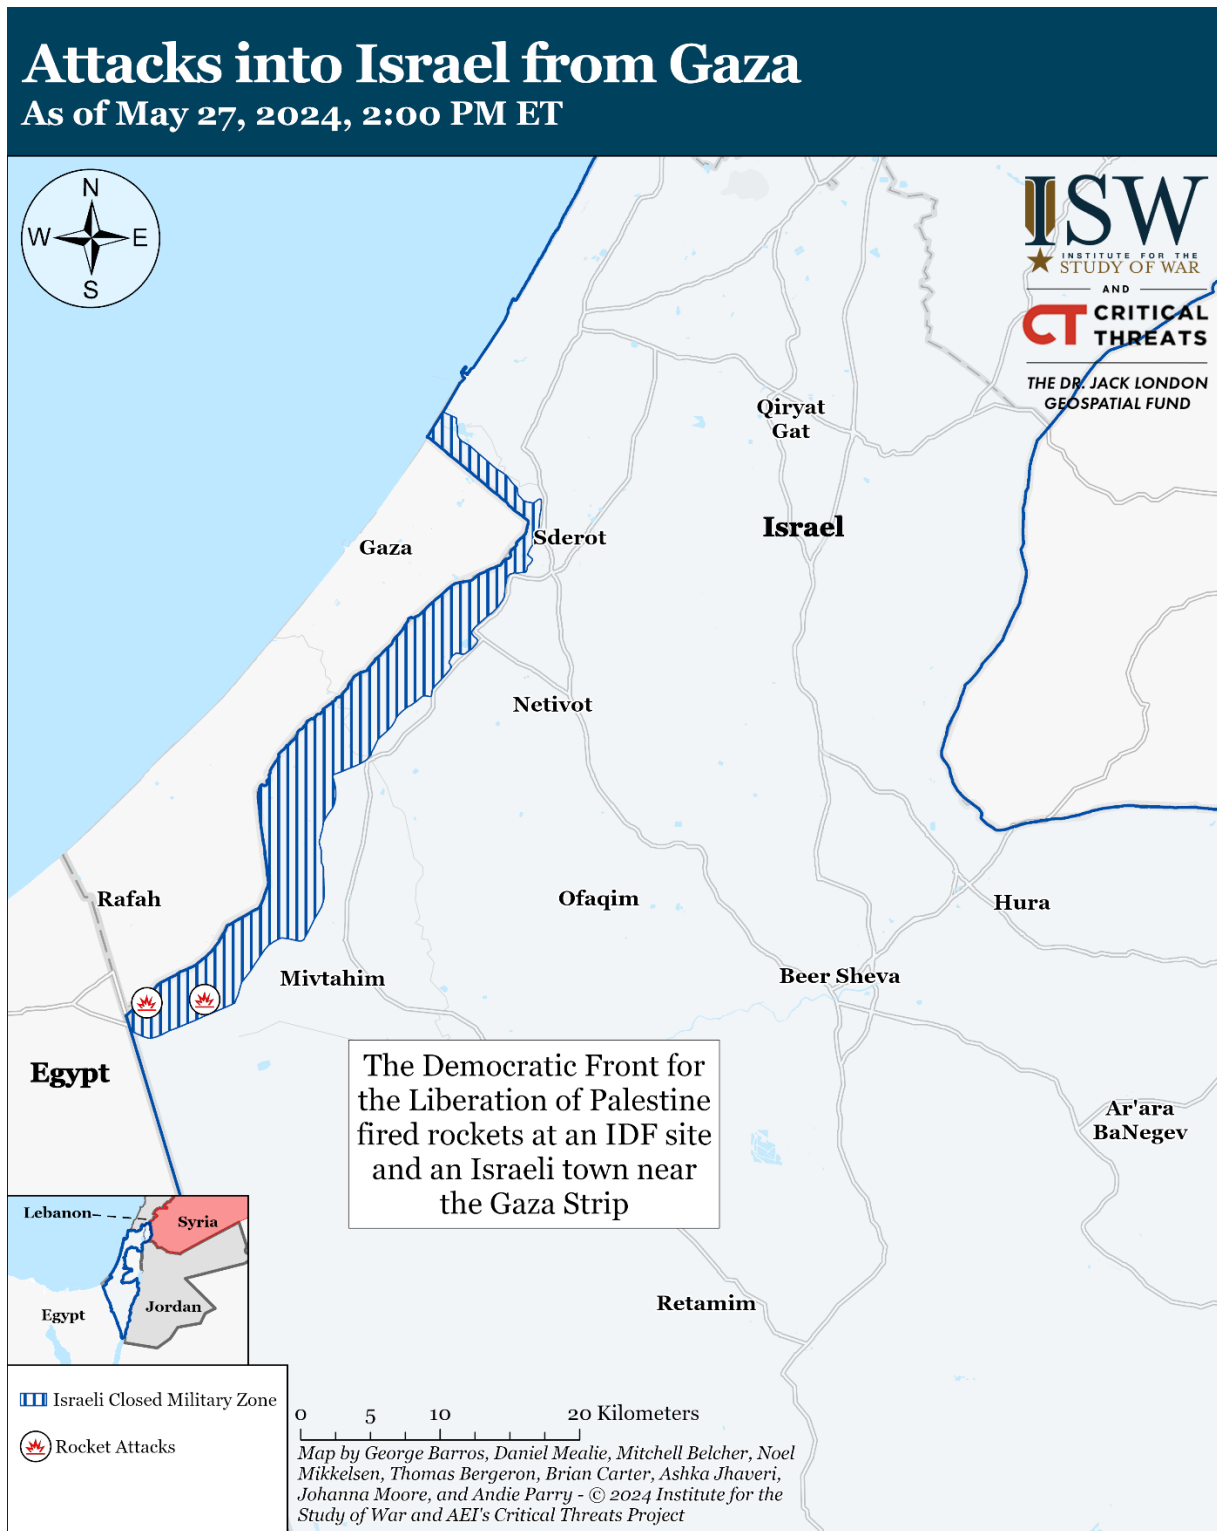 Attacks into Israel from Gaza
As of May 27, 2024, 2:00 PM ET
N
W
E
S
ISW
INSTITUTE FOR THE
STUDY OF WAR
AND
CT CRITICAL
THREATS
THE DR. JACK LONDON
GEOSPATIAL FUND
Qiryat
Gat
Israel
Sderot
Gaza
Netivot
Rafah
Ofaqim
Hura
Mivtahim
Beer Sheva
Egypt
The Democratic Front for
the Liberation of Palestine
fired rockets at an IDF site
and an Israeli town near
the Gaza Strip
Ar'ara
BaNegev
Retamim
Lebanon
Syria
Egypt
Jordan
Israeli Closed Military Zone
Rocket Attacks
0 5 10 20 Kilometers
Map by George Barros, Daniel Mealie, Mitchell Belcher, Noel
Mikkelsen, Thomas Bergeron, Brian Carter, Ashka Jhaveri,
Johanna Moore, and Andie Parry - © 2024 Institute for the
Study of War and AEI's Critical Threats Project